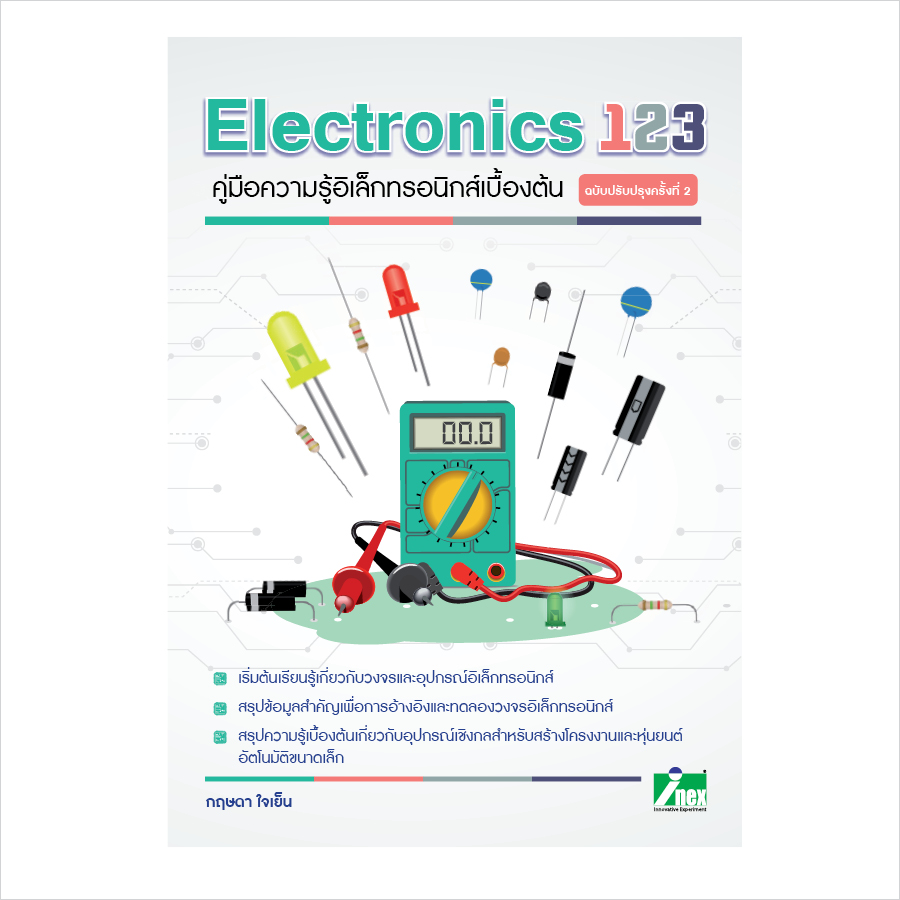 Electronics 123
คู่มือความรู้อิเล็กทรอนิกส์เบื้องต้น ฉบับปรับปรุงครั้งที่ 2
00.0
เริ่มต้นเรียนรู้เกี่ยวกับวงจรและอุปกรณ์อิเล็กทรอนิกส์
สรุปข้อมูลสำคัญเพื่อการอ้างอิงและทดลองวงจรอิเล็กทรอนิกส์
สรุปความรู้เบื้องต้นเกี่ยวกับอุปกรณ์เชิงกลสำหรับสร้างโครงงานและหุ่นยนต์
อัตโนมัติขนาดเล็ก
กฤษดา ใจเย็น
inex
Innovative Experiment